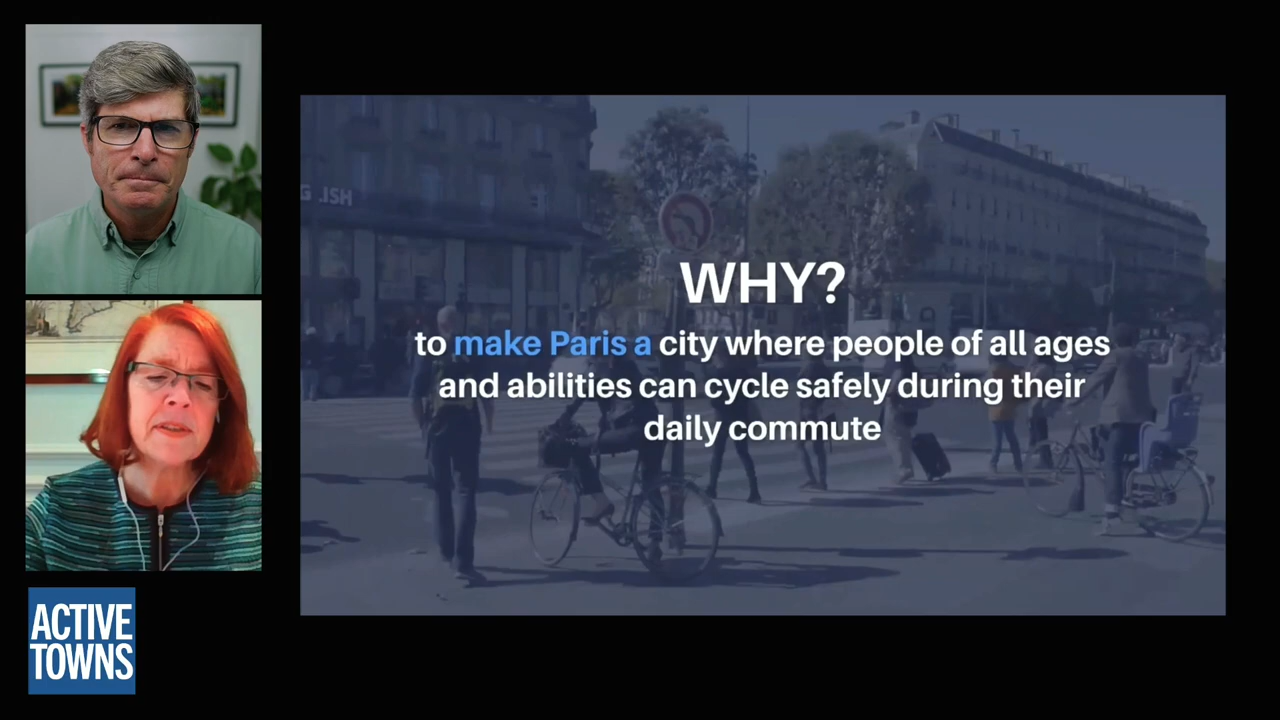 G .ISH
WHY?
to make Paris a city where people of all ages
and abilities can cycle safely during their
daily commute
ACTIVE
TOWNS